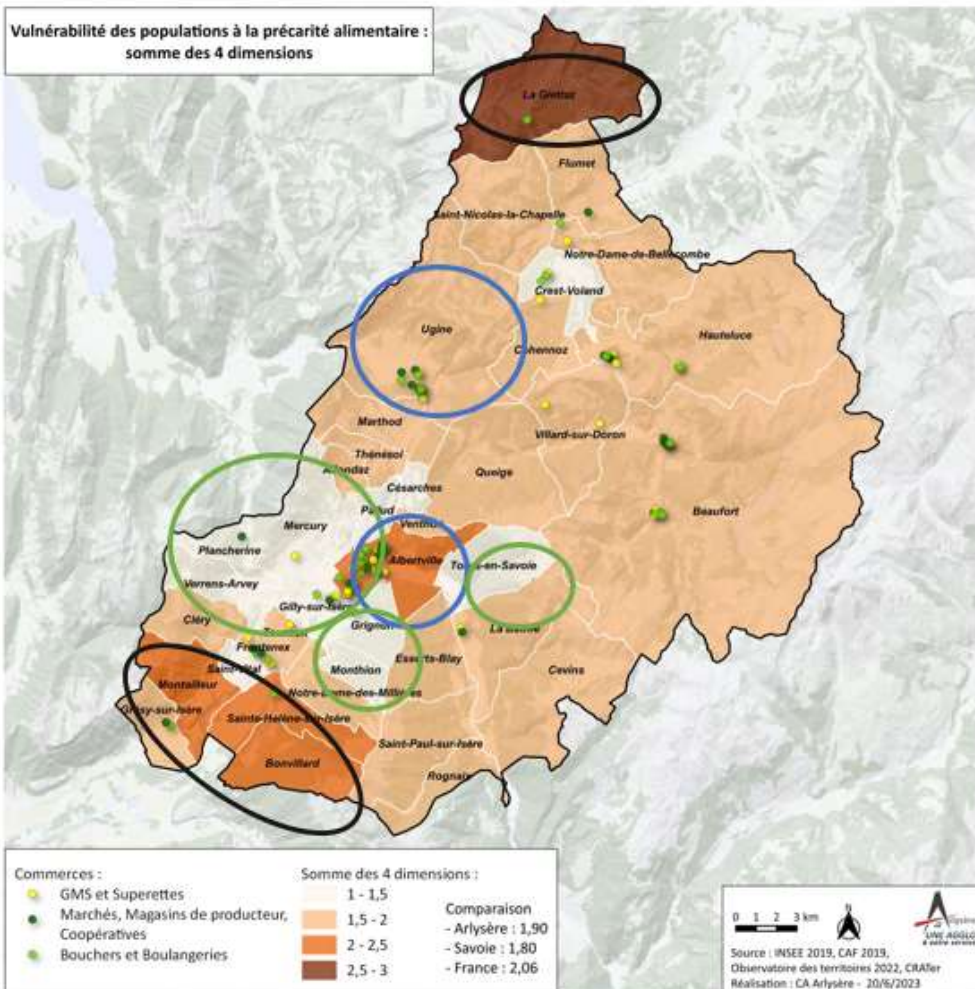 Vulnérabilité des populations à la précarité alimentaire :
somme des 4 dimensions
La Giettaz
Flumet
Saint-Nicolas-la-Chapelle
Notre-Dame-de-Bellecombe
Crest-Voland
Ugine
Cohennoz
Hauteluce
Marthod
Villard-sur-Doron
Thénésol
Allondaz
Queige
Césarches
Pallud
Mercury
Venthon
Beaufort
Plancherine
Albertville
Tours-en-Savoie
Verrens-Arvey
Gilly-sur-Isère
Cléry
Grignon
La Bâthie
Frontenex
Esserts-Blay
Saint-Vital
Monthion
Cevins
Montailleur
Notre-Dame-des-Millières
Grésy-sur-Isère
Sainte-Hélène-sur-Isère
Saint-Paul-sur-Isère
Bonvillard
Rognaix
Commerces :
GMS et Superettes
Marchés, Magasins de producteur,
Coopératives
Bouchers et Boulangeries
Somme des 4 dimensions :
1 - 1,5
1,5 - 2
2 - 2,5
2,5 - 3
Comparaison
- Arlysère : 1,90
- Savoie : 1,80
- France : 2,06
0 1 2 3 km
N
UNE AGGLO
à votre service
Source : INSEE 2019, CAF 2019,
Observatoire des territoires 2022, CRATer
Réalisation : CA Arlysère - 20/6/2023